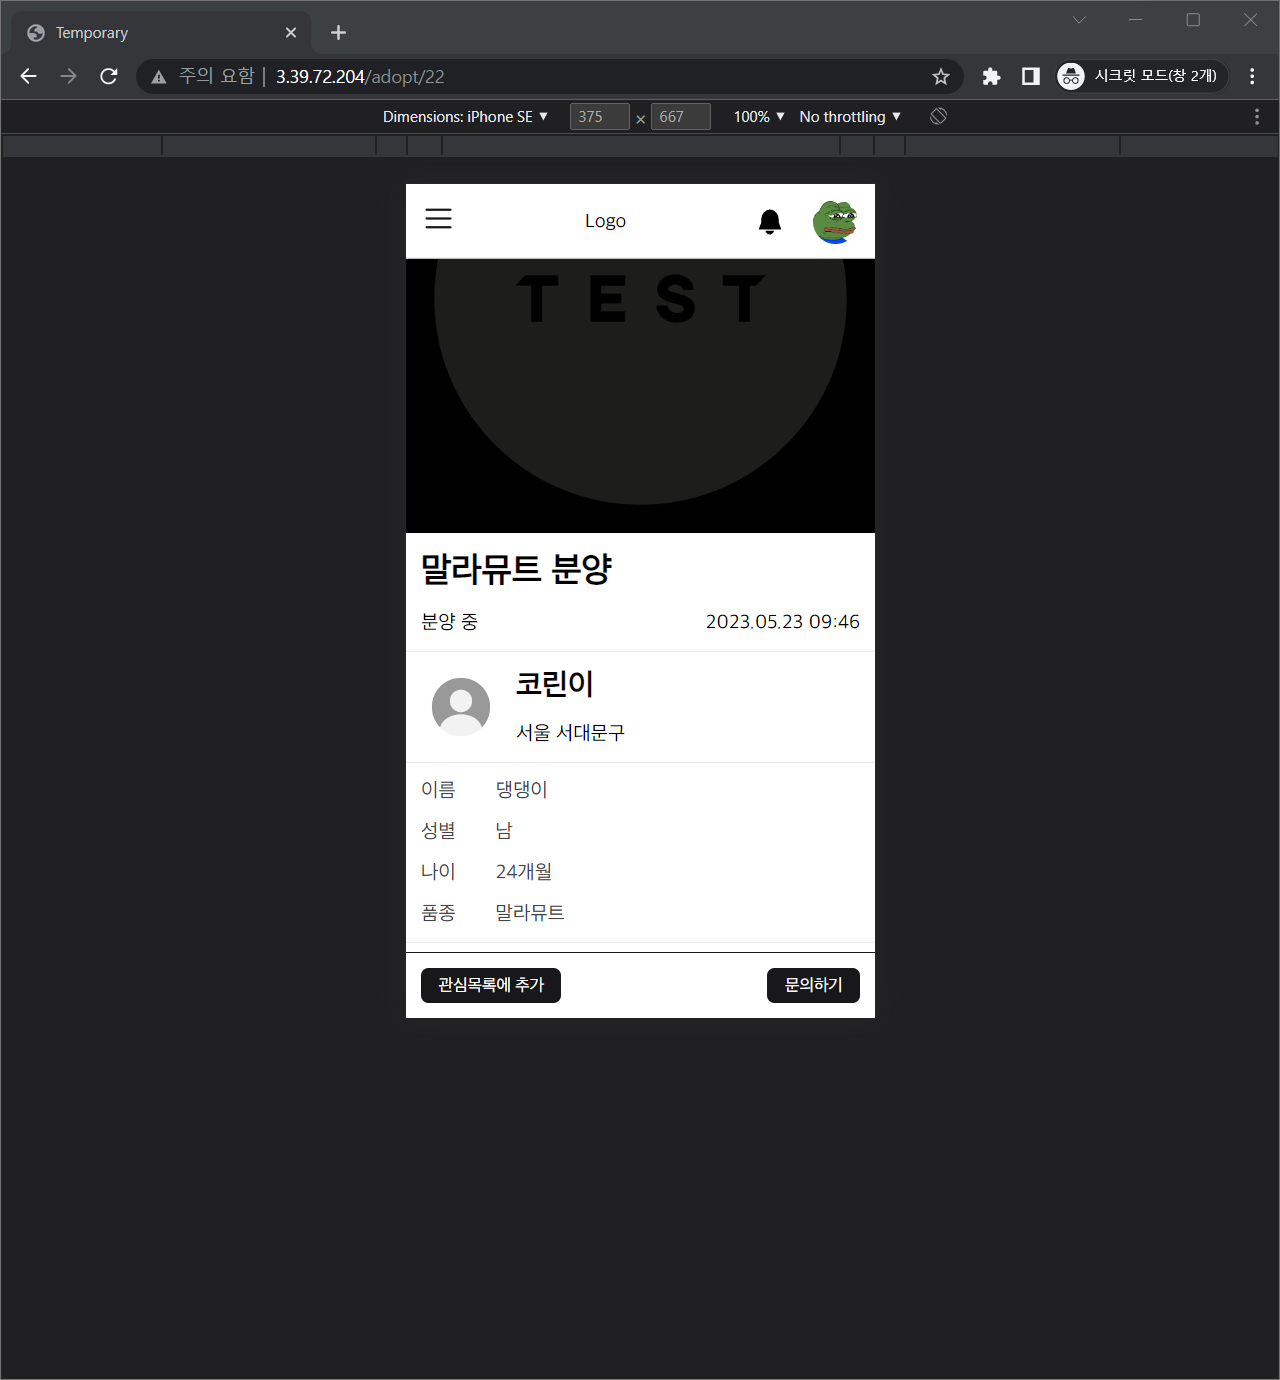 Temporary
주의 요함 | 3.39.72.204/adopt/22
시크릿 모드(창 2개)
Dimensions: iPhone SE ▼ 375 × 667 100% ▼ No throttling ▼
Logo
TEST
말라뮤트 분양
분양 중 2023.05.23 09:46
코린이
서울 서대문구
이름 댕댕이
성별 남
나이 24개월
품종 말라뮤트
관심목록에 추가 문의하기